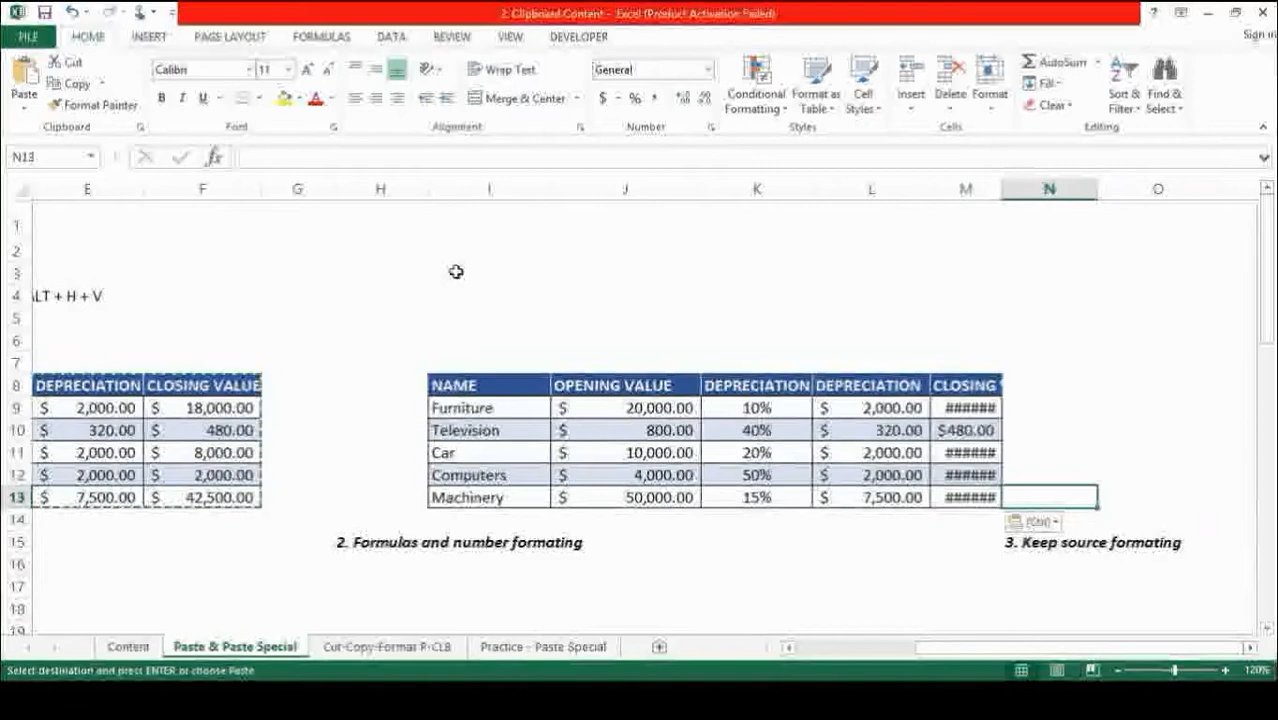 2. Clipboard Content - Excel (Product Activation Failed)
Sign in
FILE HOME INSERT PAGE LAYOUT FORMULAS DATA REVIEW VIEW DEVELOPER
Cut
Copy
Format Painter
Paste
Clipboard
Calibri 11
B I U
Font
Wrap Text
Merge & Center
Alignment
General
$ % ,
Number
Conditional Formatting
Format as Table
Cell Styles
Styles
Insert Delete Format
Cells
AutoSum
Fill
Clear
Sort & Filter
Find & Select
Editing
N13
fx
E F G H I J K L M N O
1
2
3
4 ALT + H + V
5
6
7
8 DEPRECIATION CLOSING VALUE NAME OPENING VALUE DEPRECIATION DEPRECIATION CLOSING
9 $ 2,000.00 $ 18,000.00 Furniture $ 20,000.00 10% $ 2,000.00 ######
10 $ 320.00 $ 480.00 Television $ 800.00 40% $ 320.00 $480.00
11 $ 2,000.00 $ 8,000.00 Car $ 10,000.00 20% $ 2,000.00 ######
12 $ 2,000.00 $ 2,000.00 Computers $ 4,000.00 50% $ 2,000.00 ######
13 $ 7,500.00 $ 42,500.00 Machinery $ 50,000.00 15% $ 7,500.00 ######
14 (Ctrl)
15 2. Formulas and number formating 3. Keep source formating
16
17
18
19
Content Paste & Paste Special Cut-Copy-Format P-CLB Practice - Paste Special
Select destination and press ENTER or choose Paste
120%